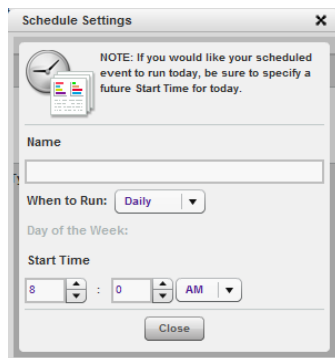 Schedule Settings
NOTE: If you would like your scheduled
event to run today, be sure to specify a
future Start Time for today.
Name
When to Run: Daily
Day of the Week:
Start Time
8 : 0 AM
Close